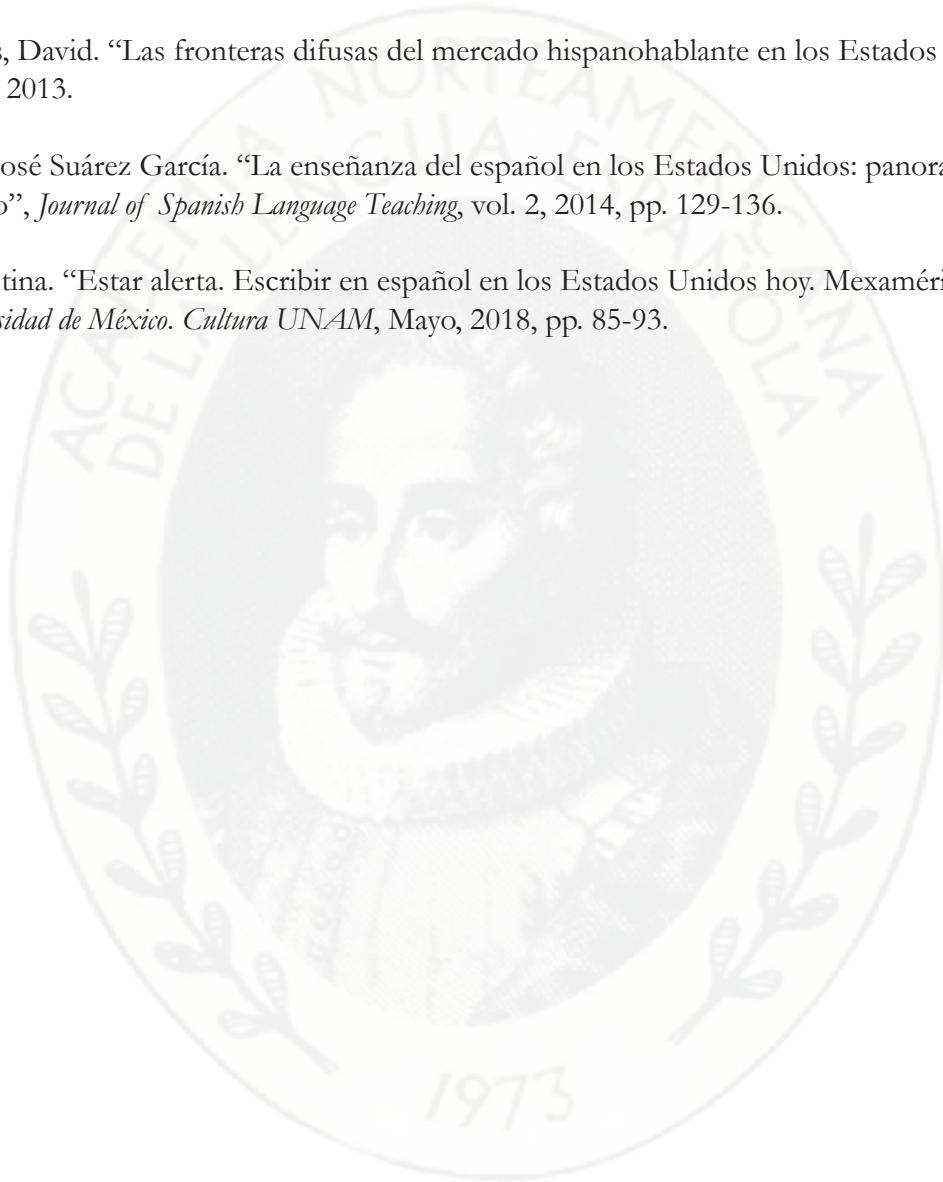 s, David. “Las fronteras difusas del mercado hispanohablante en los Estados
2013.
José Suárez García. “La enseñanza del español en los Estados Unidos: panora
o”, Journal of Spanish Language Teaching, vol. 2, 2014, pp. 129-136.
tina. “Estar alerta. Escribir en español en los Estados Unidos hoy. Mexaméri
sidad de México. Cultura UNAM, Mayo, 2018, pp. 85-93.
ACADEMIA NORTEAMERICANA
DE LA LENGUA ESPAÑOLA
1973